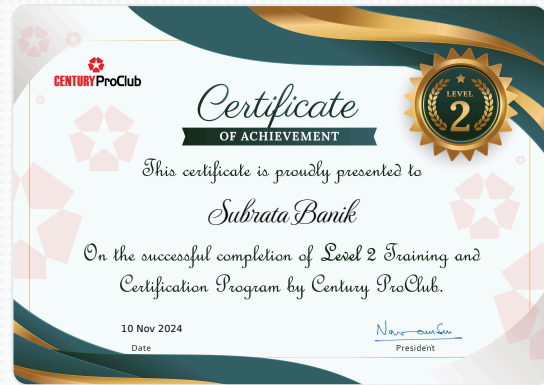 CENTURY ProClub
LEVEL
2
Certificate
OF ACHIEVEMENT
This certificate is proudly presented to
Subrata Banik
On the successful completion of Level 2 Training and
Certification Program by Century ProClub.
10 Nov 2024
Date
President